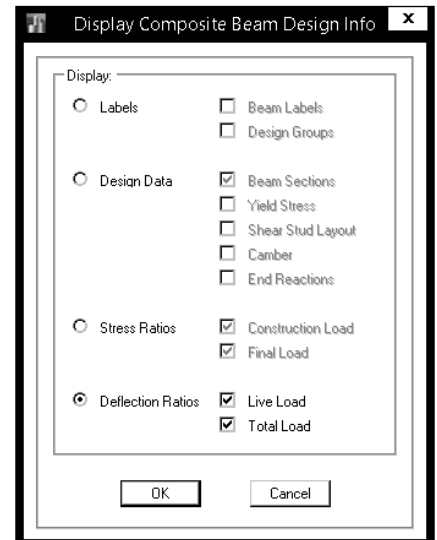 Display Composite Beam Design Info x
Display:
Labels Beam Labels
Design Groups
Design Data Beam Sections
Yield Stress
Shear Stud Layout
Camber
End Reactions
Stress Ratios Construction Load
Final Load
Deflection Ratios Live Load
Total Load
OK Cancel